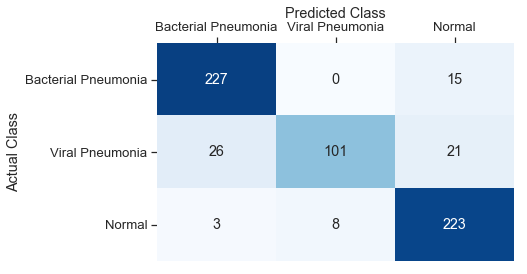 Predicted Class
Bacterial Pneumonia Viral Pneumonia Normal
Actual Class
Bacterial Pneumonia 227 0 15
Viral Pneumonia 26 101 21
Normal 3 8 223